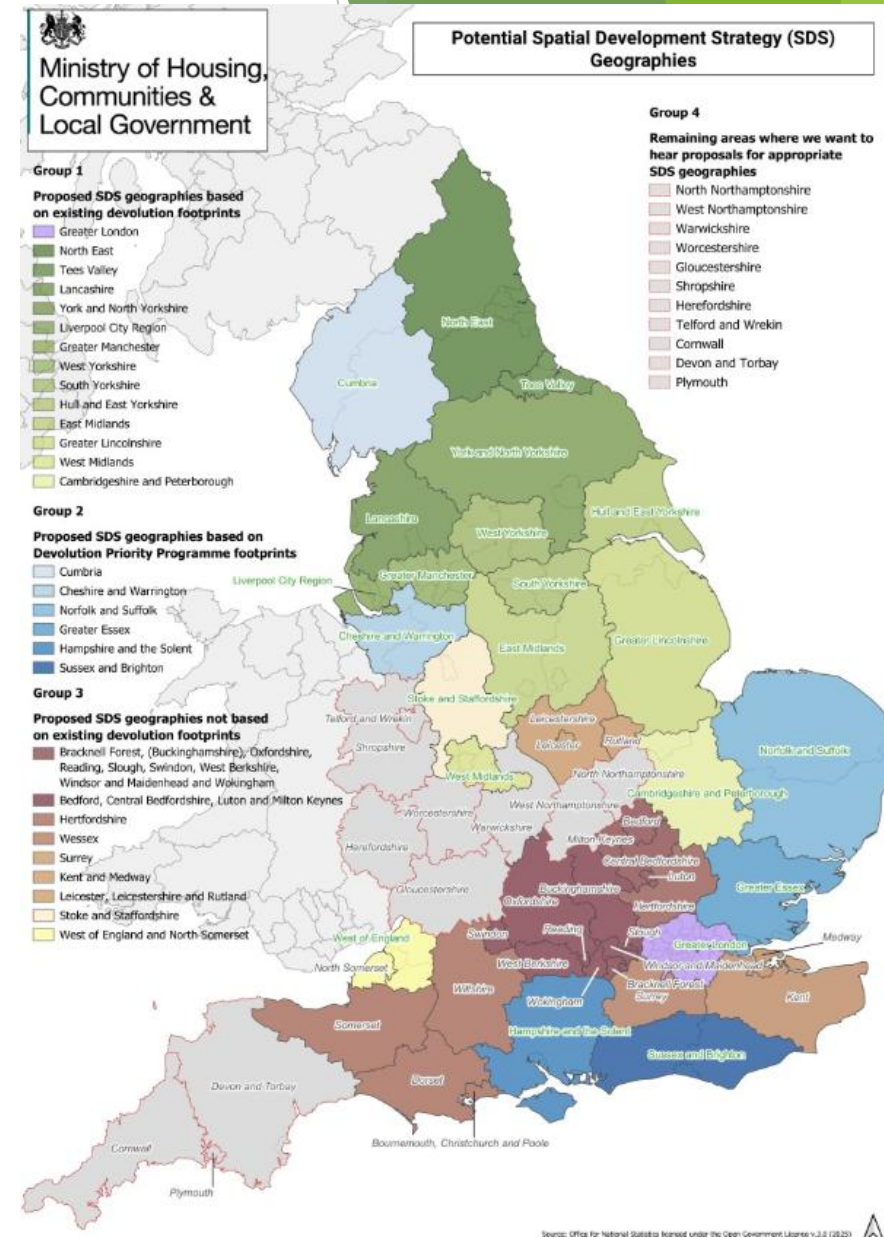 Ministry of Housing,
Communities &
Local Government
Potential Spatial Development Strategy (SDS)
Geographies
Group 1
Proposed SDS geographies based
on existing devolution footprints
Greater London
North East
Tees Valley
Lancashire
York and North Yorkshire
Liverpool City Region
Greater Manchester
West Yorkshire
South Yorkshire
Hull and East Yorkshire
East Midlands
Greater Lincolnshire
West Midlands
Cambridgeshire and Peterborough
Group 2
Proposed SDS geographies based on
Devolution Priority Programme footprints
Cumbria
Cheshire and Warrington
Norfolk and Suffolk
Greater Essex
Hampshire and the Solent
Sussex and Brighton
Group 3
Proposed SDS geographies not based
on existing devolution footprints
Bracknell Forest, (Buckinghamshire), Oxfordshire,
Reading, Slough, Swindon, West Berkshire,
Windsor and Maidenhead and Wokingham
Bedford, Central Bedfordshire, Luton and Milton Keynes
Hertfordshire
Wessex
Surrey
Kent and Medway
Leicester, Leicestershire and Rutland
Stoke and Staffordshire
West of England and North Somerset
Group 4
Remaining areas where we want to
hear proposals for appropriate
SDS geographies
North Northamptonshire
West Northamptonshire
Warwickshire
Worcestershire
Gloucestershire
Shropshire
Herefordshire
Telford and Wrekin
Cornwall
Devon and Torbay
Plymouth
North East
Cumbria
Tees Valley
York and North Yorkshire
Lancashire
West Yorkshire
Hull and East Yorkshire
Liverpool City Region
Greater Manchester
South Yorkshire
Cheshire and Warrington
East Midlands
Greater Lincolnshire
Stoke and Staffordshire
Telford and Wrekin
Shropshire
Leicestershire
Leicester
Rutland
Norfolk and Suffolk
West Midlands
North Northamptonshire
Cambridgeshire and Peterborough
Worcestershire
West Northamptonshire
Warwickshire
Bedford
Milton Keynes
Herefordshire
Central Bedfordshire
Luton
Gloucestershire
Buckinghamshire
Oxfordshire
Greater Essex
Hertfordshire
West of England
Swindon
Reading
Slough
Greater London
Medway
North Somerset
West Berkshire
Windsor and Maidenhead
Wiltshire
Wokingham
Bracknell Forest
Surrey
Kent
Somerset
Hampshire and the Solent
Sussex and Brighton
Dorset
Devon and Torbay
Bournemouth, Christchurch and Poole
Cornwall
Plymouth
Source: Office for National Statistics licensed under the Open Government Licence v.3.0 (2025)